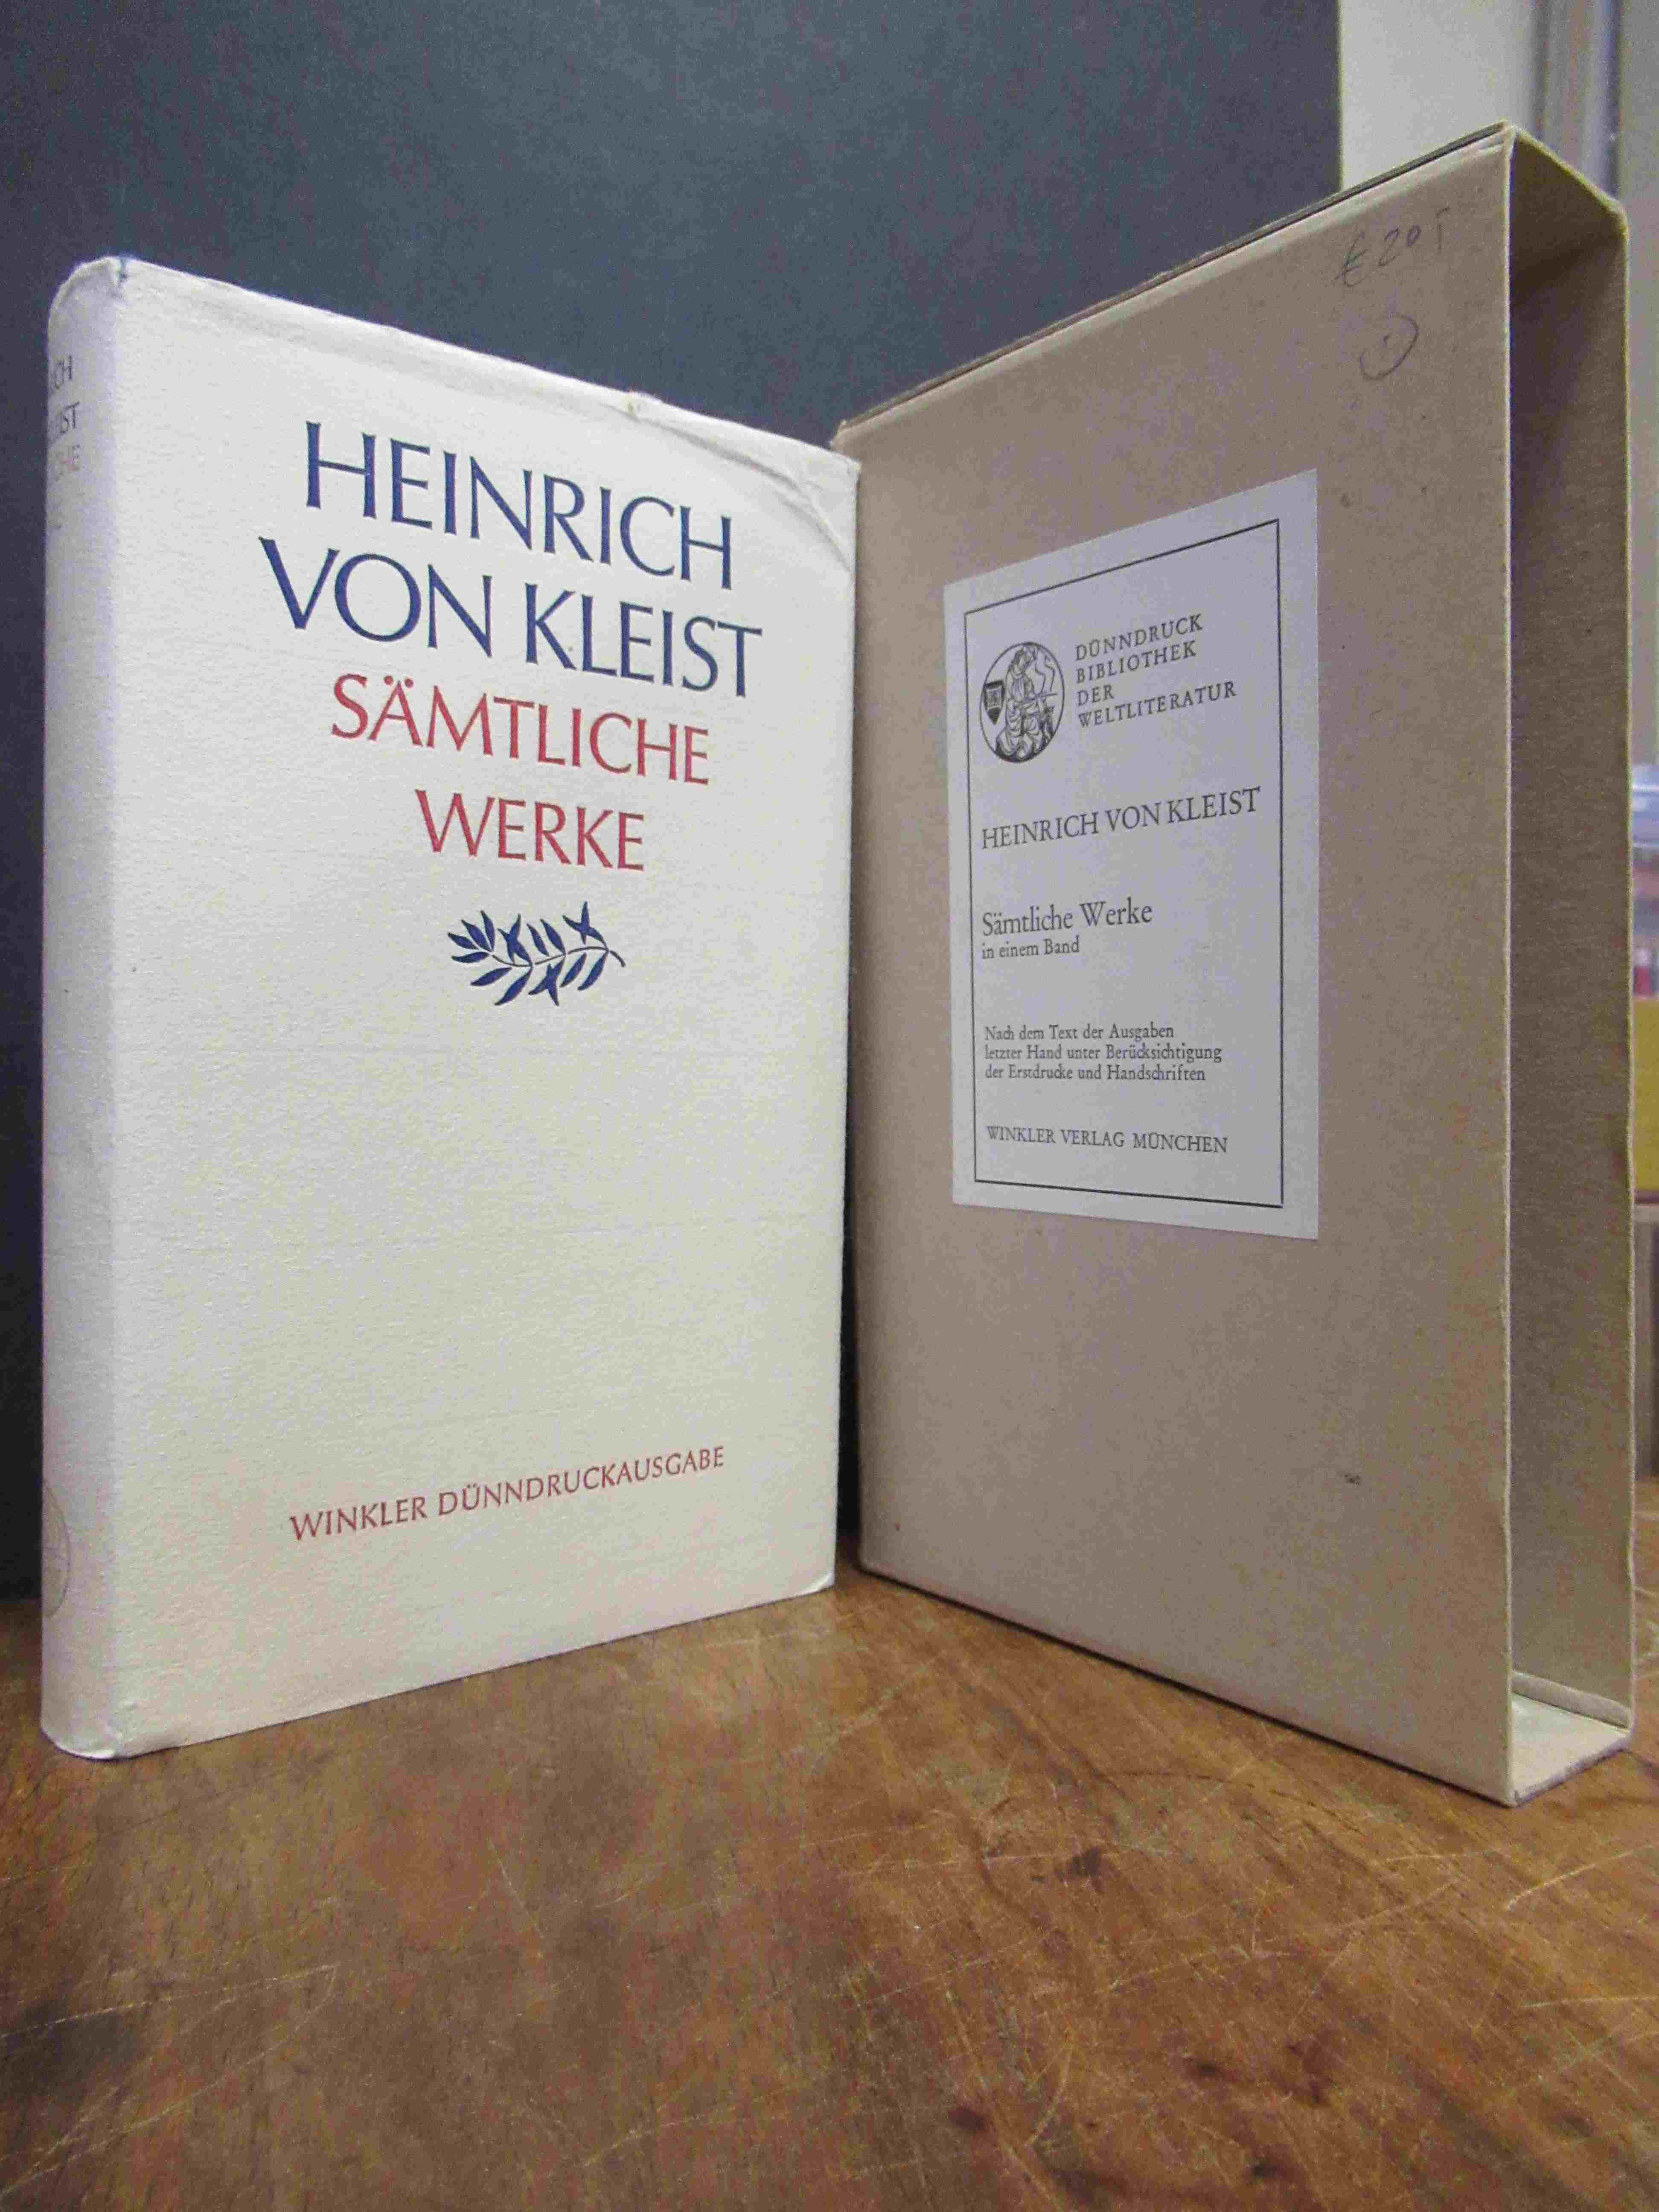 HEINRICH
VON KLEIST
SÄMTLICHE
WERKE
WINKLER DÜNNDRUCKAUSGABE
€ 20
DÜNNDRUCK
BIBLIOTHEK
DER
WELTLITERATUR
HEINRICH VON KLEIST
Sämtliche Werke
in einem Band
Nach dem Text der Ausgaben
letzter Hand unter Berücksichtigung
der Erstdrucke und Handschriften
WINKLER VERLAG MÜNCHEN